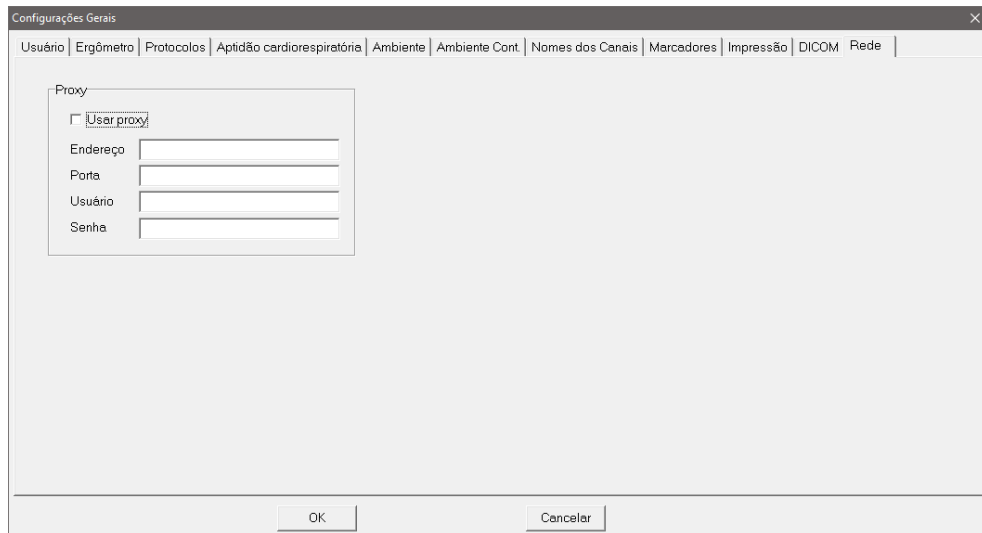 Configurações Gerais
Usuário Ergômetro Protocolos Aptidão cardiorespiratória Ambiente Ambiente Cont. Nomes dos Canais Marcadores Impressão DICOM Rede
Proxy
Usar proxy
Endereço
Porta
Usuário
Senha
OK Cancelar